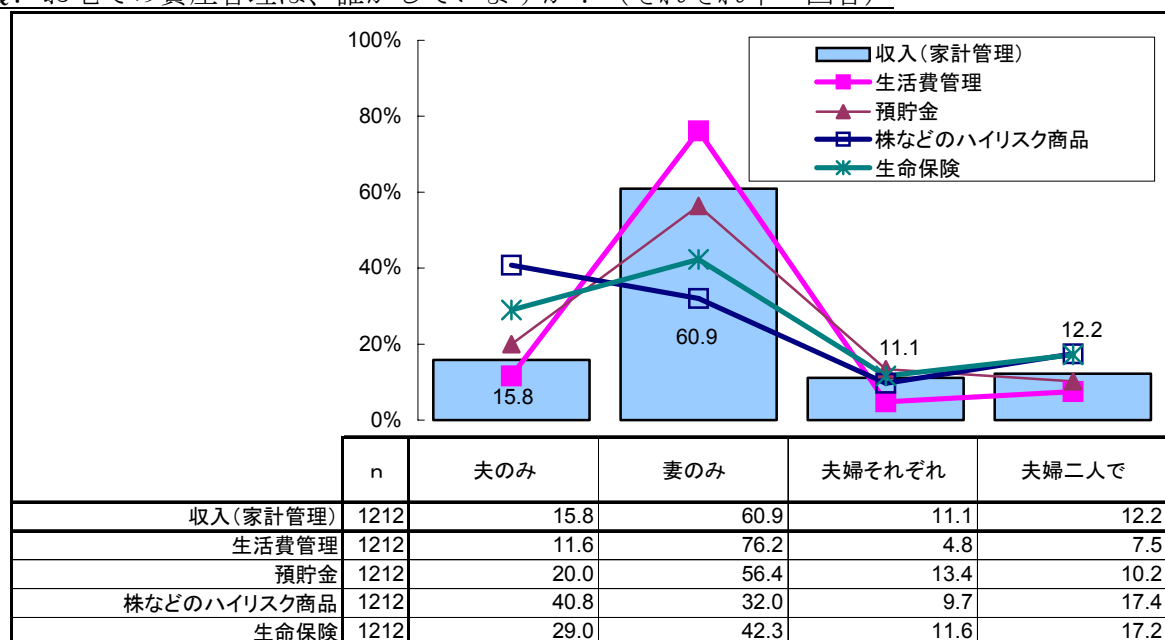 100%
80%
60%
40%
20%
0%
収入(家計管理)
生活費管理
預貯金
株などのハイリスク商品
生命保険
15.8
60.9
11.1
12.2
n 夫のみ 妻のみ 夫婦それぞれ 夫婦二人で
収入(家計管理) 1212 15.8 60.9 11.1 12.2
生活費管理 1212 11.6 76.2 4.8 7.5
預貯金 1212 20.0 56.4 13.4 10.2
株などのハイリスク商品 1212 40.8 32.0 9.7 17.4
生命保険 1212 29.0 42.3 11.6 17.2